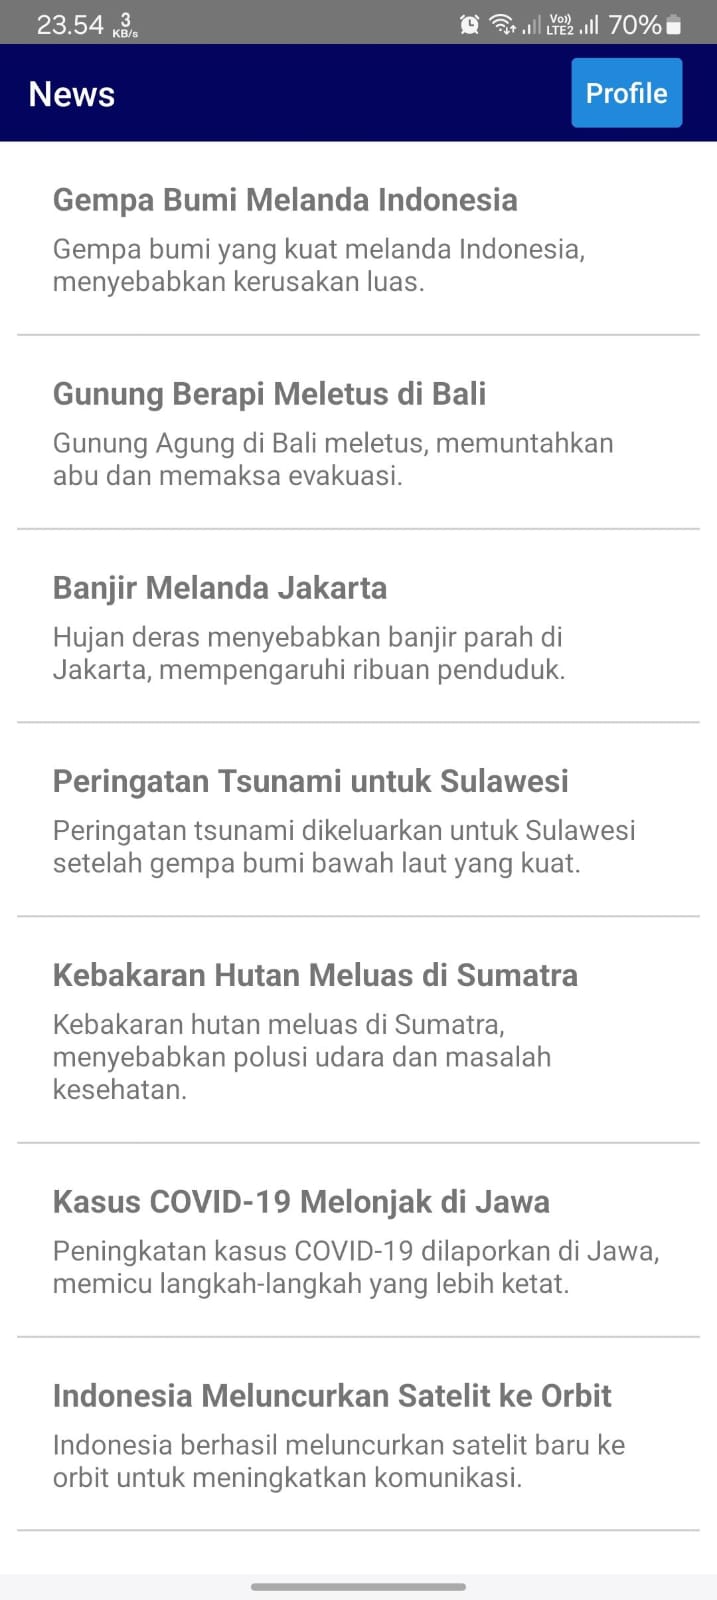 23.54 3 KB/s Vo)) LTE2 70%
News Profile
Gempa Bumi Melanda Indonesia
Gempa bumi yang kuat melanda Indonesia,
menyebabkan kerusakan luas.
Gunung Berapi Meletus di Bali
Gunung Agung di Bali meletus, memuntahkan
abu dan memaksa evakuasi.
Banjir Melanda Jakarta
Hujan deras menyebabkan banjir parah di
Jakarta, mempengaruhi ribuan penduduk.
Peringatan Tsunami untuk Sulawesi
Peringatan tsunami dikeluarkan untuk Sulawesi
setelah gempa bumi bawah laut yang kuat.
Kebakaran Hutan Meluas di Sumatra
Kebakaran hutan meluas di Sumatra,
menyebabkan polusi udara dan masalah
kesehatan.
Kasus COVID-19 Melonjak di Jawa
Peningkatan kasus COVID-19 dilaporkan di Jawa,
memicu langkah-langkah yang lebih ketat.
Indonesia Meluncurkan Satelit ke Orbit
Indonesia berhasil meluncurkan satelit baru ke
orbit untuk meningkatkan komunikasi.